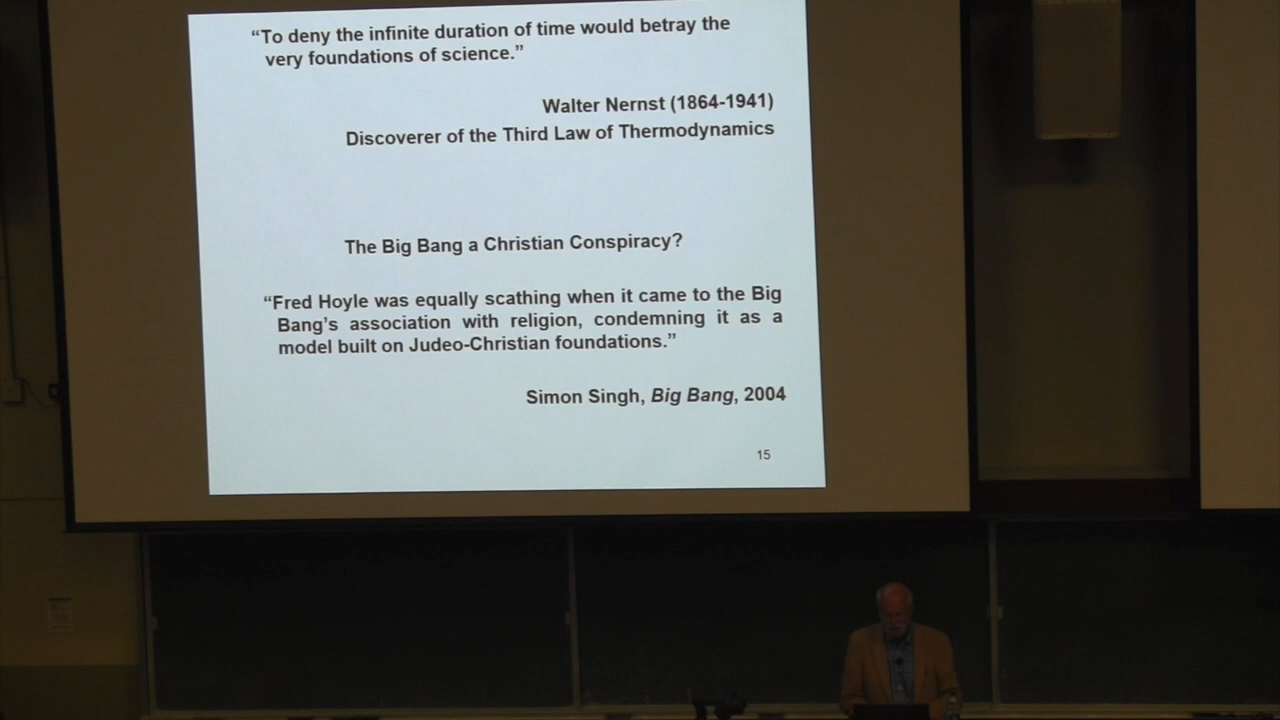 “To deny the infinite duration of time would betray the
very foundations of science.”
Walter Nernst (1864-1941)
Discoverer of the Third Law of Thermodynamics
The Big Bang a Christian Conspiracy?
“Fred Hoyle was equally scathing when it came to the Big
Bang’s association with religion, condemning it as a
model built on Judeo-Christian foundations.”
Simon Singh, Big Bang, 2004
15